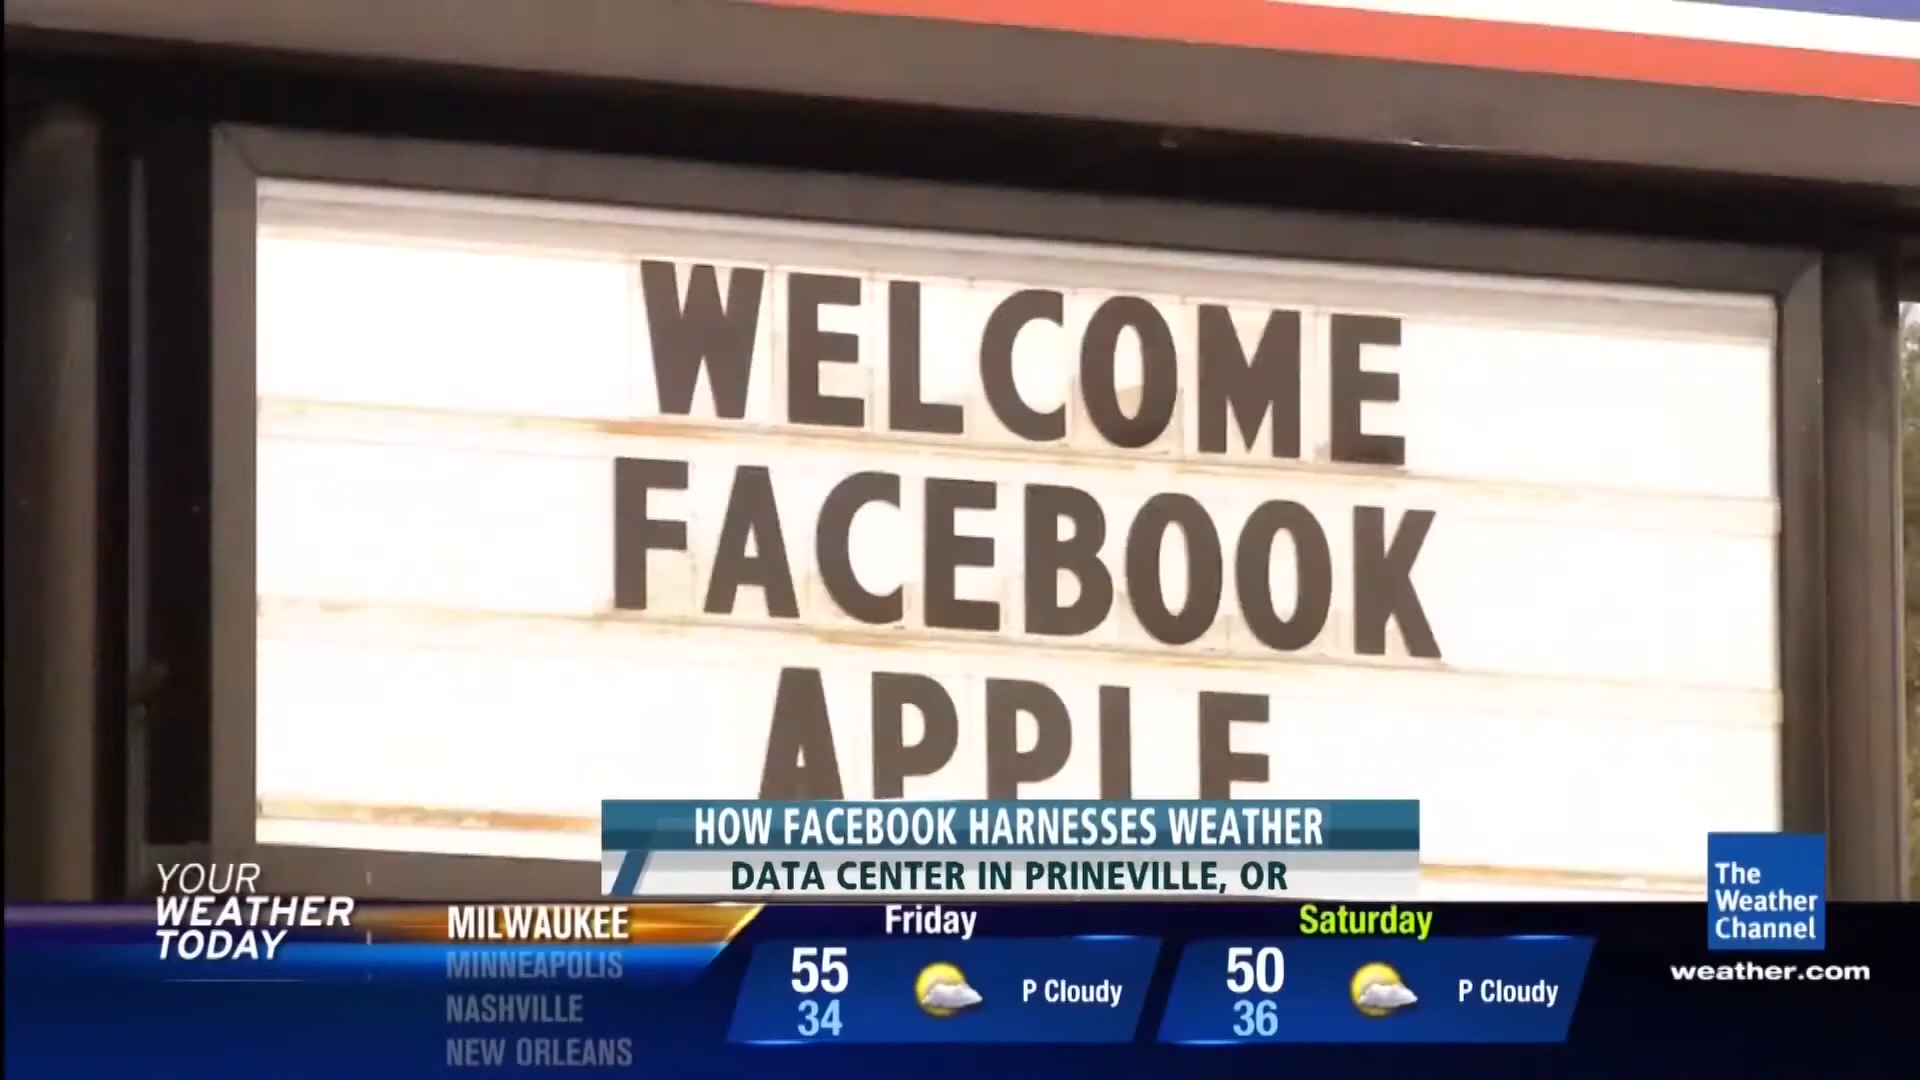 WELCOME
FACEBOOK
APPLE
HOW FACEBOOK HARNESSES WEATHER
DATA CENTER IN PRINEVILLE, OR
YOUR
WEATHER
TODAY
MILWAUKEE
MINNEAPOLIS
NASHVILLE
NEW ORLEANS
Friday
55
34
P Cloudy
Saturday
50
36
P Cloudy
The
Weather
Channel
weather.com